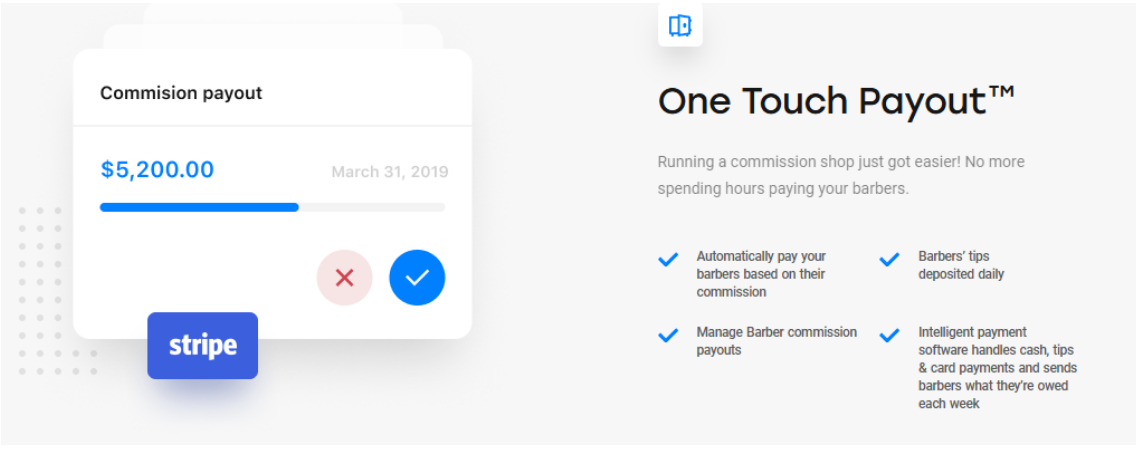 Commision payout
$5,200.00
March 31, 2019
stripe
One Touch Payout™
Running a commission shop just got easier! No more
spending hours paying your barbers.
Automatically pay your
barbers based on their
commission
Barbers' tips
deposited daily
Manage Barber commission
payouts
Intelligent payment
software handles cash, tips
& card payments and sends
barbers what they're owed
each week